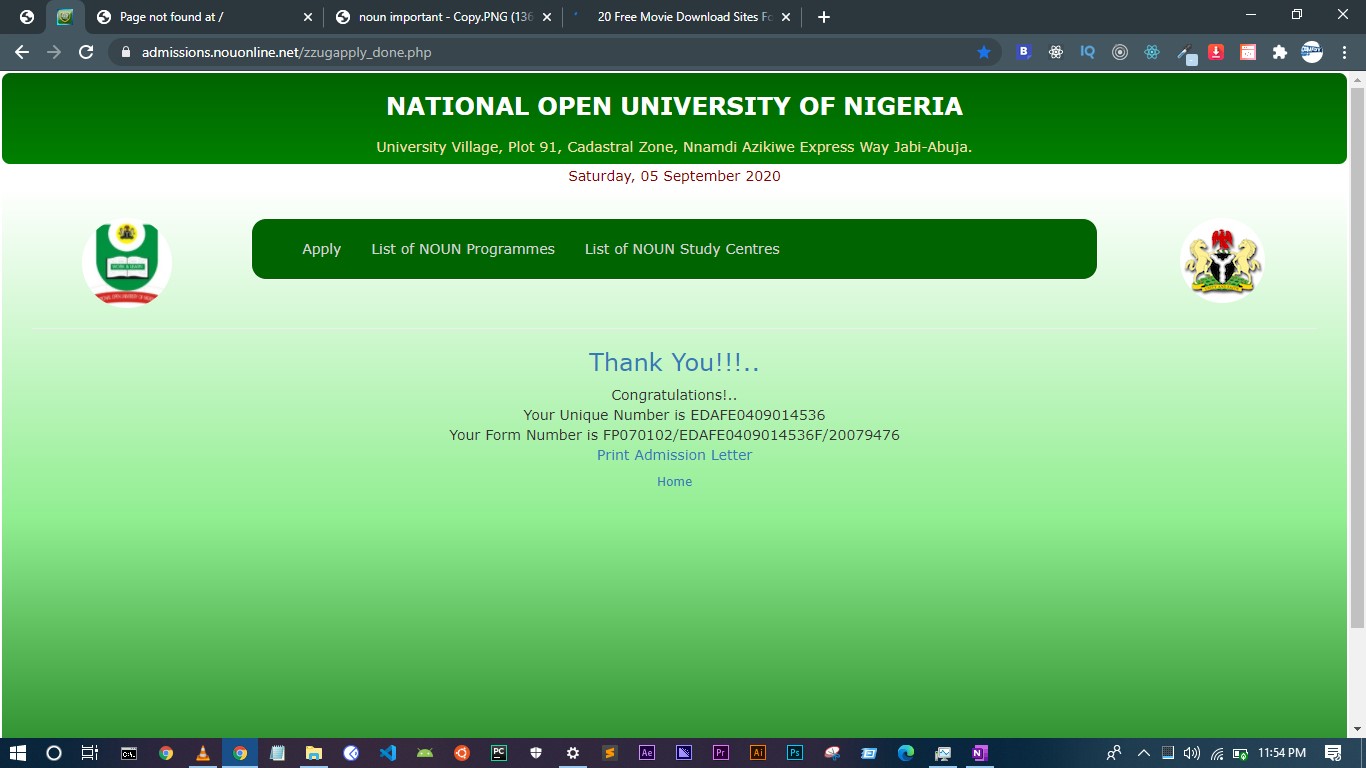 Page not found at /
noun important - Copy.PNG (136
20 Free Movie Download Sites Fo
admissions.nouonline.net/zzugapply_done.php
NATIONAL OPEN UNIVERSITY OF NIGERIA
University Village, Plot 91, Cadastral Zone, Nnamdi Azikiwe Express Way Jabi-Abuja.
Saturday, 05 September 2020
Apply List of NOUN Programmes List of NOUN Study Centres
Thank You!!!..
Congratulations!..
Your Unique Number is EDAFE0409014536
Your Form Number is FP070102/EDAFE0409014536F/20079476
Print Admission Letter
Home
11:54 PM